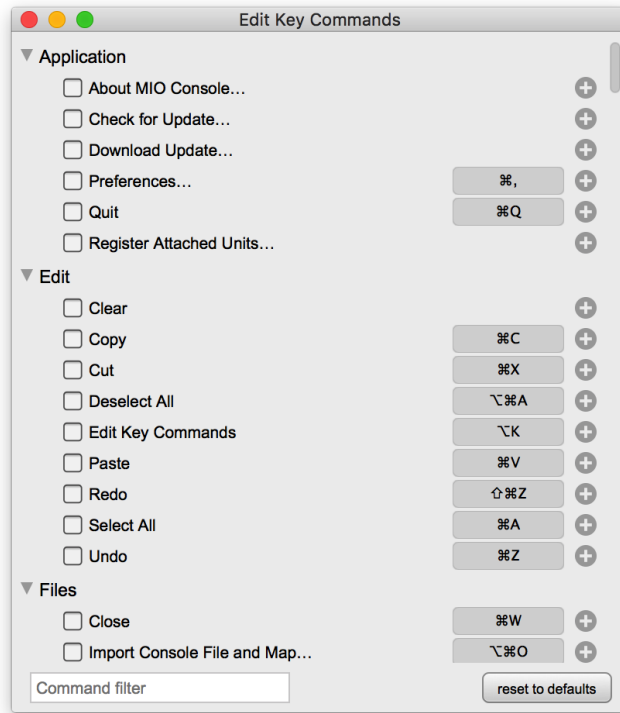 Edit Key Commands
Application
About MIO Console...
Check for Update...
Download Update...
Preferences... ⌘,
Quit ⌘Q
Register Attached Units...
Edit
Clear
Copy ⌘C
Cut ⌘X
Deselect All ⌥⌘A
Edit Key Commands ⌥K
Paste ⌘V
Redo ⇧⌘Z
Select All ⌘A
Undo ⌘Z
Files
Close ⌘W
Import Console File and Map... ⌥⌘O
Command filter reset to defaults